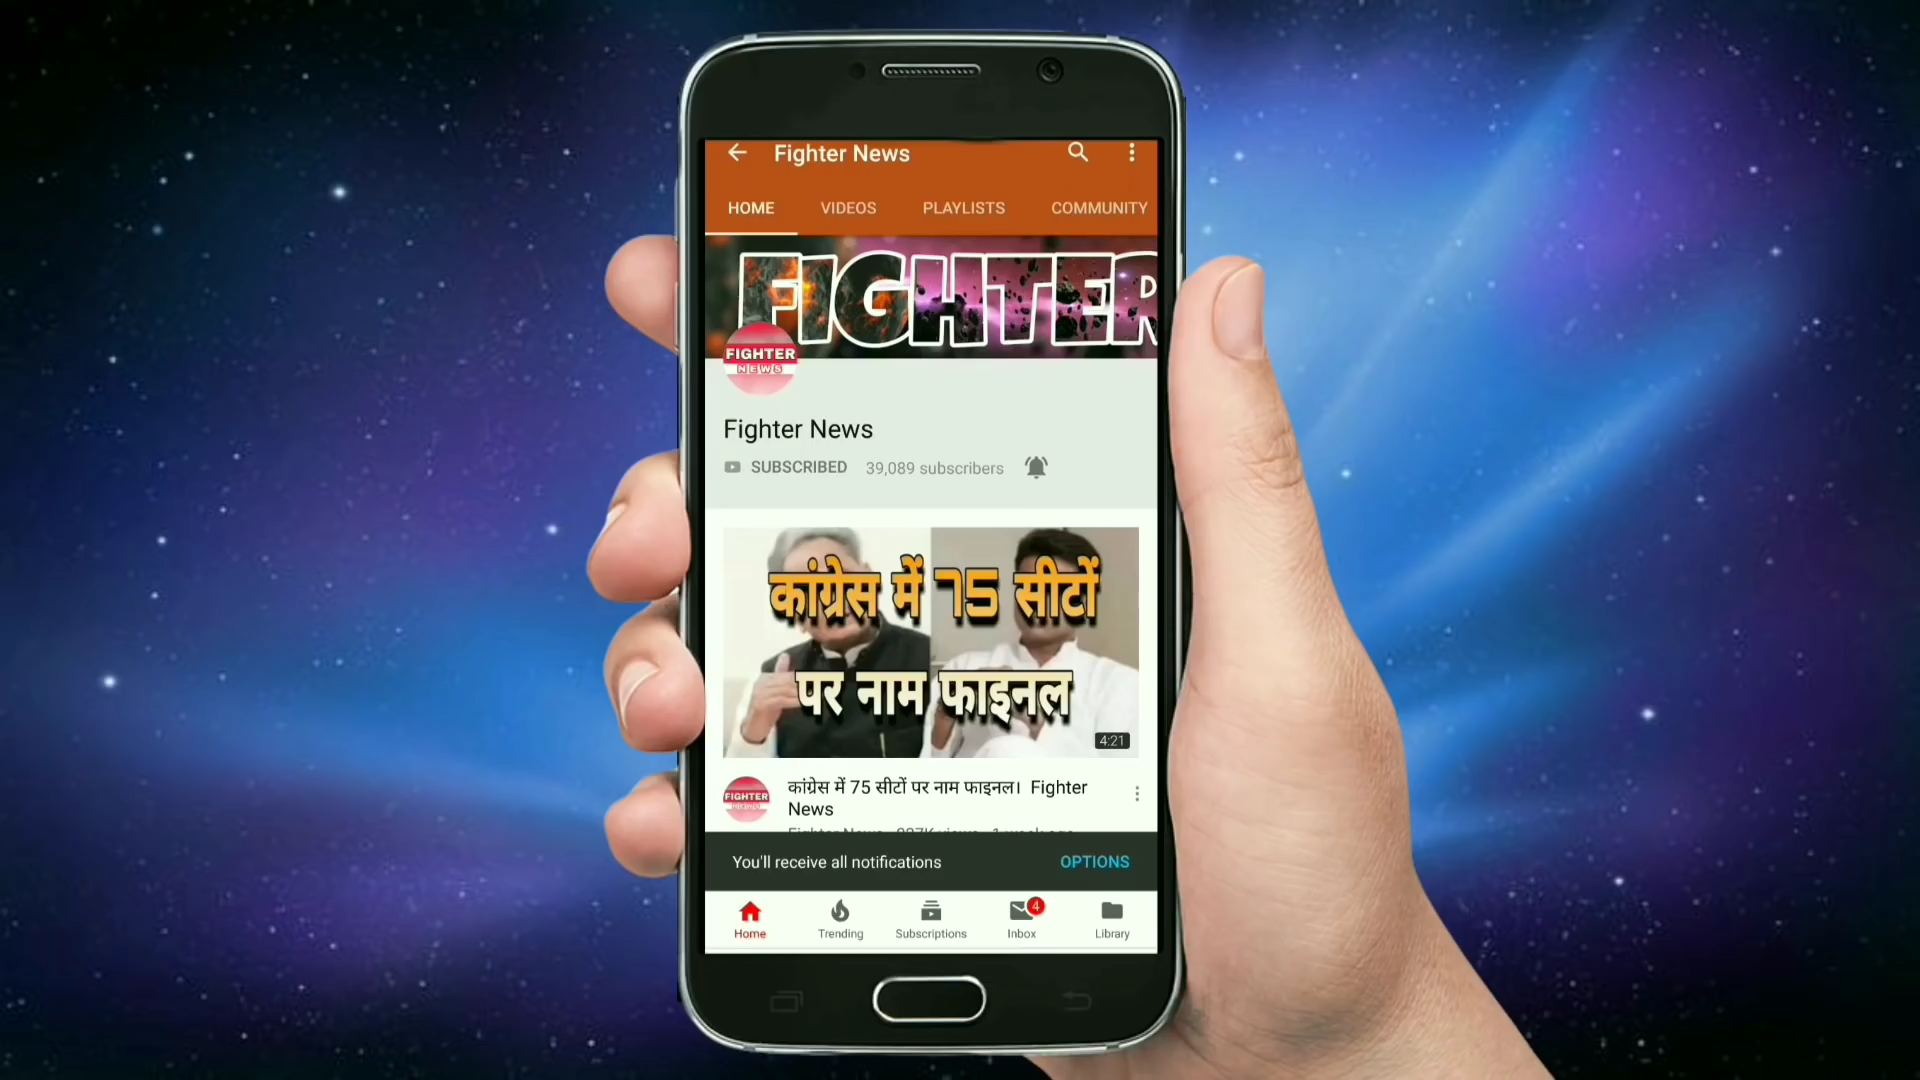 Fighter News
HOME VIDEOS PLAYLISTS COMMUNITY
FIGHTER
FIGHTER
NEWS
Fighter News
SUBSCRIBED 39,089 subscribers
कांग्रेस में 75 सीटों
पर नाम फाइनल
4:21
FIGHTER
कांग्रेस में 75 सीटों पर नाम फाइनल। Fighter
News
You'll receive all notifications OPTIONS
4
Home Trending Subscriptions Inbox Library